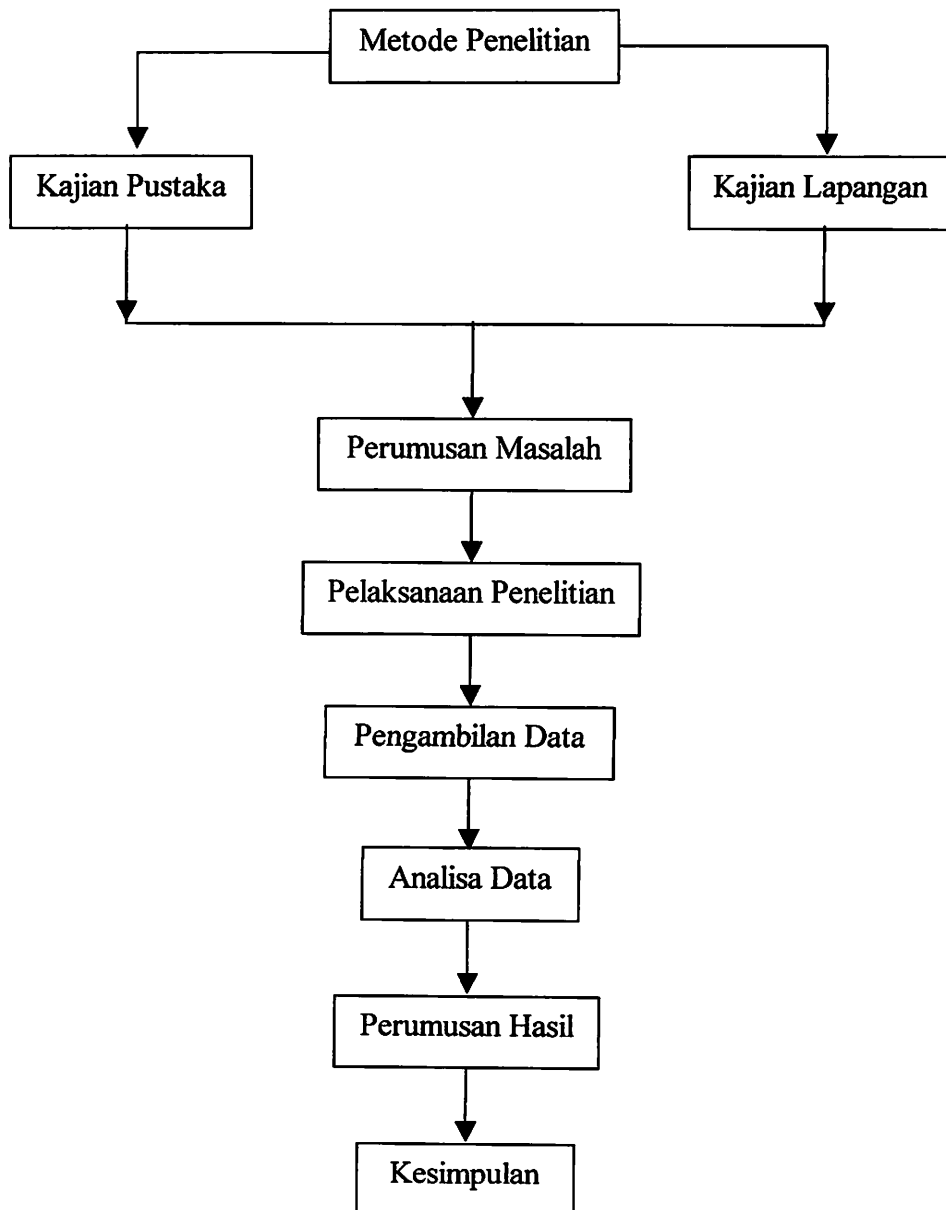 Metode Penelitian
Kajian Pustaka
Kajian Lapangan
Perumusan Masalah
Pelaksanaan Penelitian
Pengambilan Data
Analisa Data
Perumusan Hasil
Kesimpulan